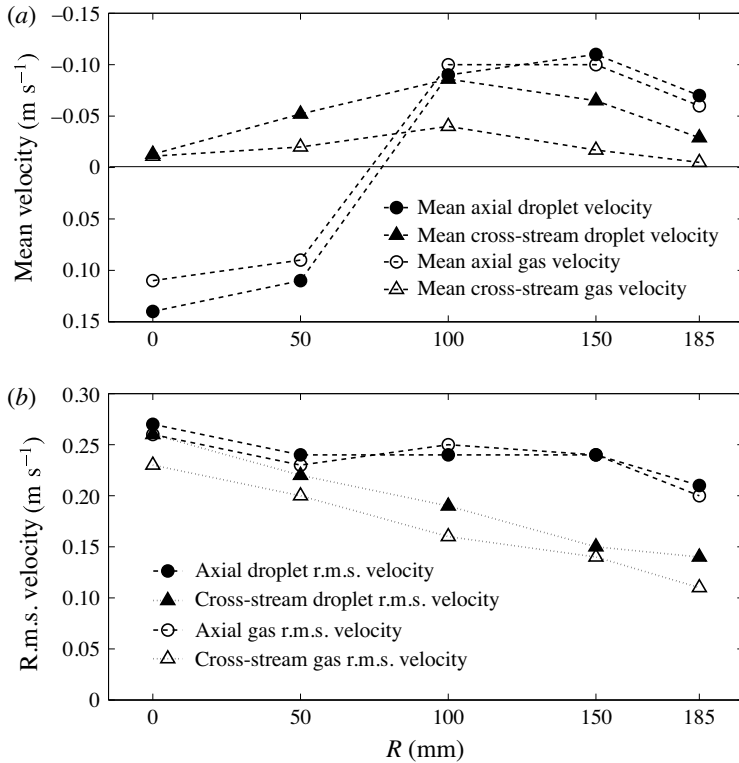 (a)
–0.10
–0.05
0
0.05
0.10
0.15
Mean velocity (m s⁻¹)
Mean axial droplet velocity
Mean cross-stream droplet velocity
Mean axial gas velocity
Mean cross-stream gas velocity
0 50 100 150 185
(b)
0.30
0.25
0.20
0.15
0.10
0.05
0
R.m.s. velocity (m s⁻¹)
Axial droplet r.m.s. velocity
Cross-stream droplet r.m.s. velocity
Axial gas r.m.s. velocity
Cross-stream gas r.m.s. velocity
0 50 100 150 185
R (mm)